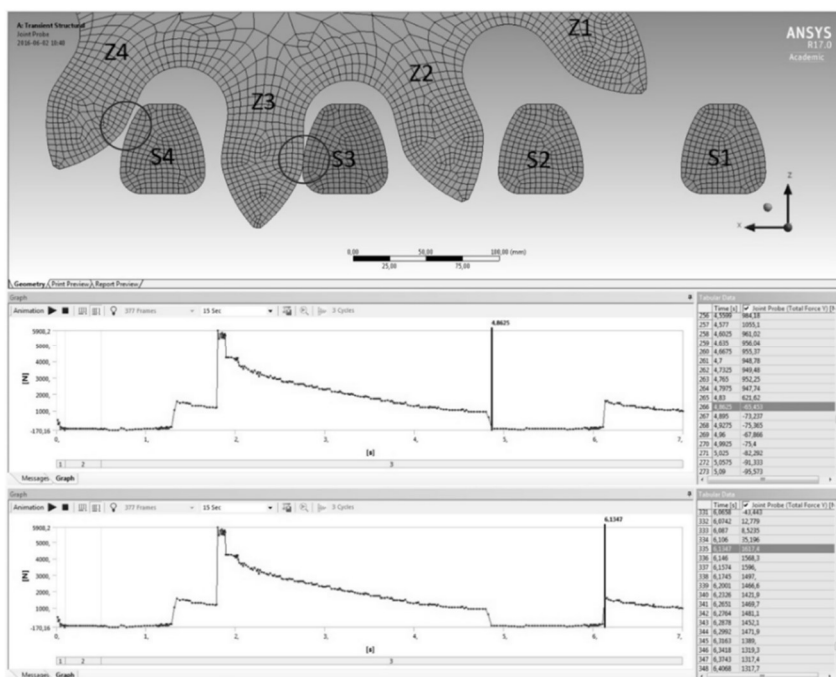 A: Transient Structural
Joint Probe
2016-06-02 16:40
ANSYS
R17.0
Academic
Z4
Z3
Z2
Z1
S4
S3
S2
S1
Z
X
0,00
50,00
100,00 (mm)
25,00
75,00
Geometry / Print Preview / Report Preview /
Graph
Animation
377 Frames
15 Sec
3 Cycles
4,8625
5908,2
4000,
3000,
2000,
1000,
-170,16
[N]
0,
1,
2,
3,
4,
5,
6,
7,
[s]
1
2
3
Messages Graph
Tabular Data
Time [s] Joint Probe (Total Force Y) [N
257 4,577 1055,1
258 4,6025 961,02
259 4,635 956,04
260 4,6675 955,37
261 4,7 948,78
262 4,7325 949,48
263 4,765 952,25
264 4,7975 947,74
265 4,83 621,62
266 4,8625
267 4,895 -73,237
268 4,9275 -75,365
269 4,96 -67,866
270 4,9925 -75,4
271 5,025 -82,292
272 5,0575 -91,333
273 5,09 -95,573
Graph
Animation
377 Frames
15 Sec
3 Cycles
6,1347
5908,2
4000,
3000,
2000,
1000,
-170,16
[N]
0,
1,
2,
3,
4,
5,
6,
7,
[s]
1
2
3
Messages Graph
Tabular Data
Time [s] Joint Probe (Total Force Y) [N
332 6,0742 12,779
333 6,087 8,5235
334 6,106 35,196
335 6,1347
336 6,146 1568,3
337 6,1574 1596,
338 6,1745 1497,
339 6,2001 1466,6
340 6,2326 1421,9
341 6,2651 1469,7
342 6,2764 1481,1
343 6,2878 1452,1
344 6,2992 1471,9
345 6,3163 1389,
346 6,3418 1319,3
347 6,3743 1317,4
348 6,4068 1317,7